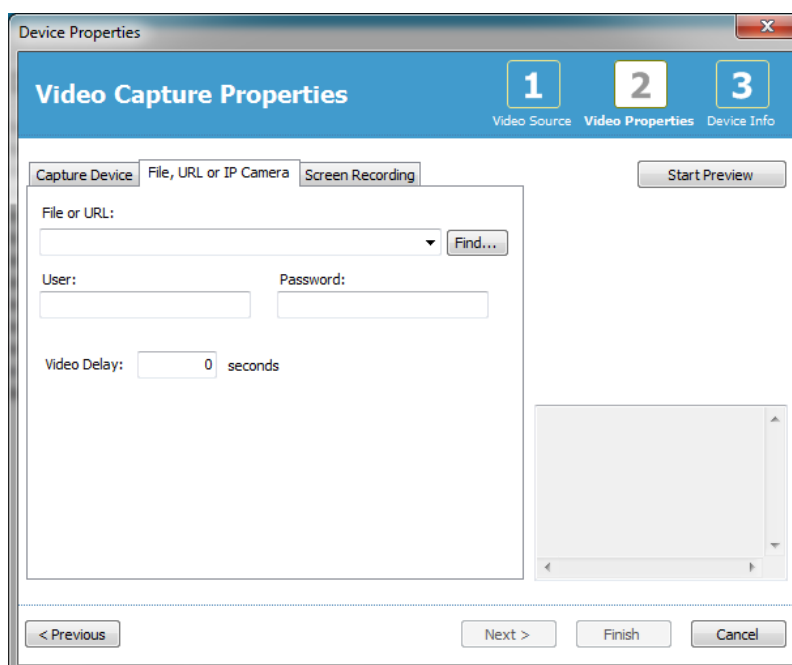 Device Properties
Video Capture Properties
1 2 3
Video Source Video Properties Device Info
Capture Device File, URL or IP Camera Screen Recording
Start Preview
File or URL:
Find...
User: Password:
Video Delay: 0 seconds
< Previous Next > Finish Cancel